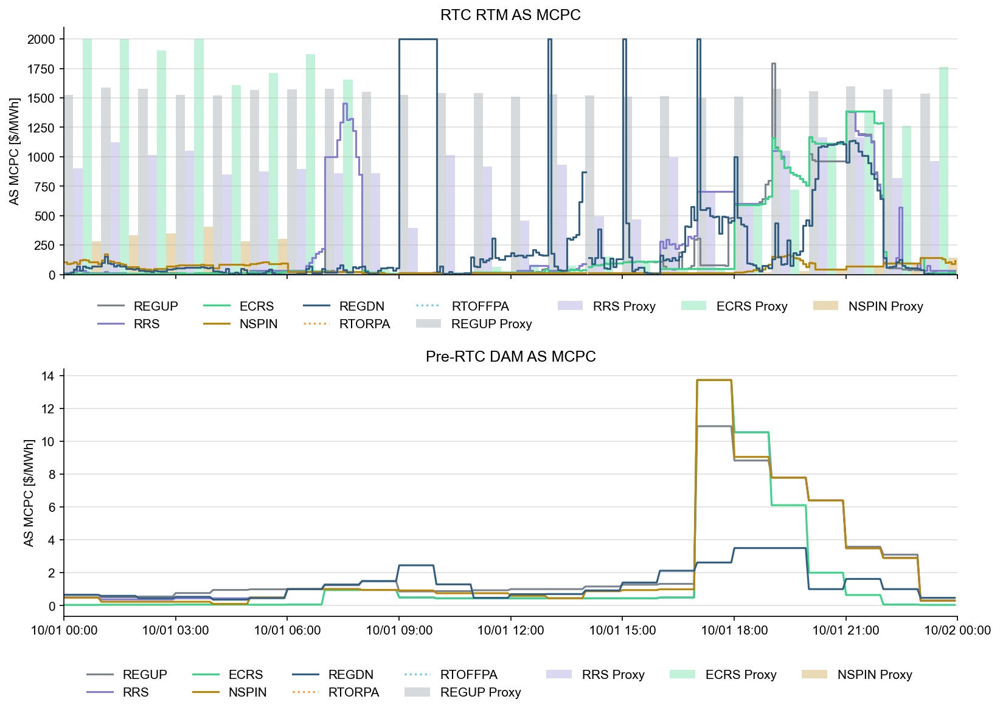 RTC RTM AS MCPC
AS MCPC [$/MWh]
2000
1750
1500
1250
1000
750
500
250
0
REGUP ECRS REGDN RTOFFPA RRS Proxy ECRS Proxy NSPIN Proxy
RRS NSPIN RTORPA REGUP Proxy
Pre-RTC DAM AS MCPC
AS MCPC [$/MWh]
14
12
10
8
6
4
2
0
10/01 00:00 10/01 03:00 10/01 06:00 10/01 09:00 10/01 12:00 10/01 15:00 10/01 18:00 10/01 21:00 10/02 00:00
REGUP ECRS REGDN RTOFFPA RRS Proxy ECRS Proxy NSPIN Proxy
RRS NSPIN RTORPA REGUP Proxy